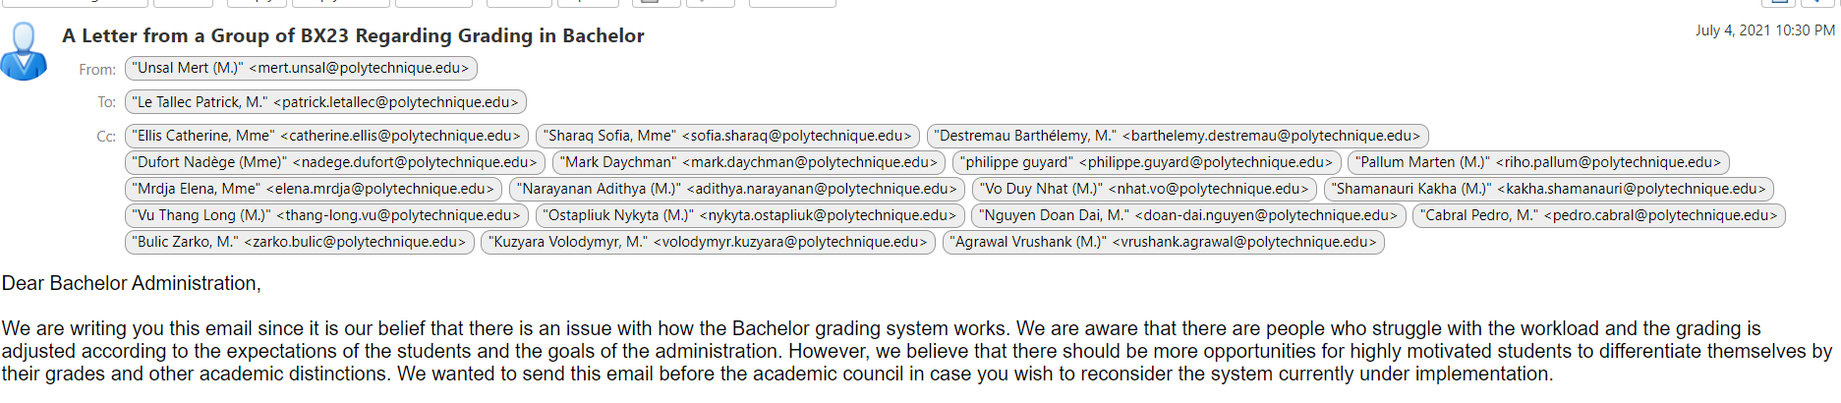 A Letter from a Group of BX23 Regarding Grading in Bachelor
July 4, 2021 10:30 PM
From: "Unsal Mert (M.)" <mert.unsal@polytechnique.edu>
To: "Le Tallec Patrick, M." <patrick.letallec@polytechnique.edu>
Cc: "Ellis Catherine, Mme" <catherine.ellis@polytechnique.edu> "Sharaq Sofia, Mme" <sofia.sharaq@polytechnique.edu> "Destremau Barthélemy, M." <barthelemy.destremau@polytechnique.edu>
"Dufort Nadège (Mme)" <nadege.dufort@polytechnique.edu> "Mark Daychman" <mark.daychman@polytechnique.edu> "philippe guyard" <philippe.guyard@polytechnique.edu> "Pallum Marten (M.)" <riho.pallum@polytechnique.edu>
"Mrdja Elena, Mme" <elena.mrdja@polytechnique.edu> "Narayanan Adithya (M.)" <adithya.narayanan@polytechnique.edu> "Vo Duy Nhat (M.)" <nhat.vo@polytechnique.edu> "Shamanauri Kakha (M.)" <kakha.shamanauri@polytechnique.edu>
"Vu Thang Long (M.)" <thang-long.vu@polytechnique.edu> "Ostapliuk Nykyta (M.)" <nykyta.ostapliuk@polytechnique.edu> "Nguyen Doan Dai, M." <doan-dai.nguyen@polytechnique.edu> "Cabral Pedro, M." <pedro.cabral@polytechnique.edu>
"Bulic Zarko, M." <zarko.bulic@polytechnique.edu> "Kuzyara Volodymyr, M." <volodymyr.kuzyara@polytechnique.edu> "Agrawal Vrushank (M.)" <vrushank.agrawal@polytechnique.edu>
Dear Bachelor Administration,
We are writing you this email since it is our belief that there is an issue with how the Bachelor grading system works. We are aware that there are people who struggle with the workload and the grading is
adjusted according to the expectations of the students and the goals of the administration. However, we believe that there should be more opportunities for highly motivated students to differentiate themselves by
their grades and other academic distinctions. We wanted to send this email before the academic council in case you wish to reconsider the system currently under implementation.